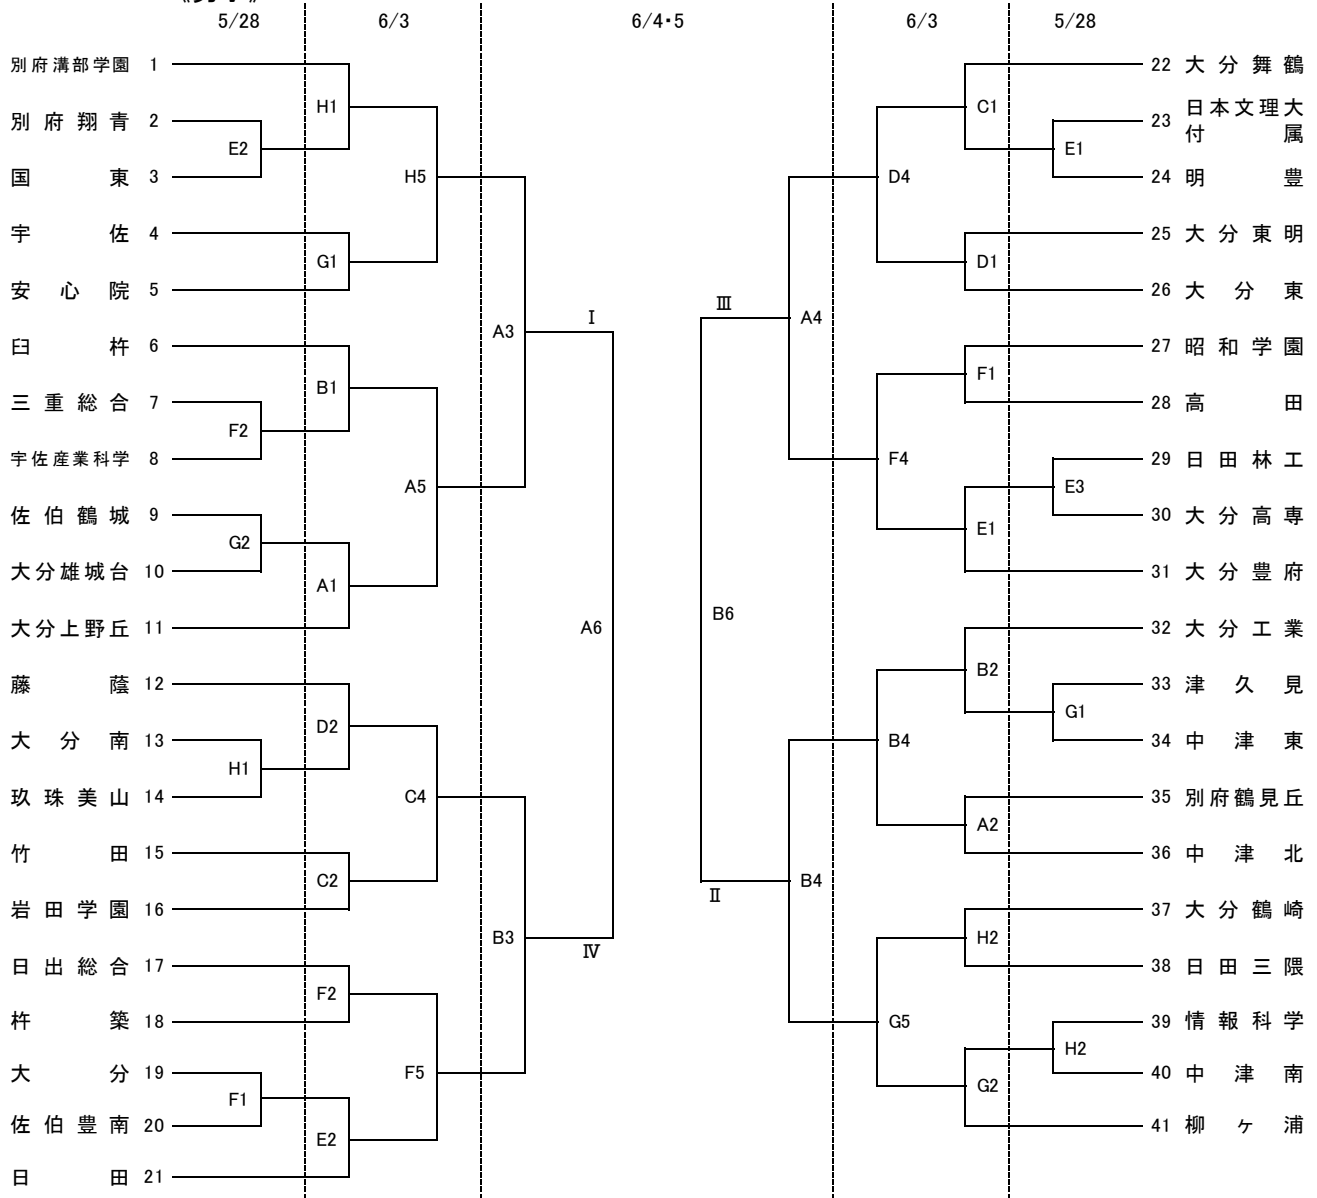 5/28 6/3 6/4・5 6/3 5/28
別府溝部学園 1
別府翔青 2
国東 3
宇佐 4
安心院 5
臼杵 6
三重総合 7
宇佐産業科学 8
佐伯鶴城 9
大分雄城台 10
大分上野丘 11
藤蔭 12
大分南 13
玖珠美山 14
竹田 15
岩田学園 16
日出総合 17
杵築 18
大分 19
佐伯豊南 20
日田 21
E2
F2
G2
H1
F1
H1
G1
B1
A1
D2
C2
F2
E2
H5
A5
C4
F5
A3
B3
Ⅰ
Ⅳ
A6
B6
Ⅲ
Ⅱ
A4
B4
D4
F4
B4
G5
C1
D1
F1
E1
B2
A2
H2
G2
E1
E3
G1
H2
22 大分舞鶴
23 日本文理大
付属
24 明豊
25 大分東明
26 大分東
27 昭和学園
28 高田
29 日田林工
30 大分高専
31 大分豊府
32 大分工業
33 津久見
34 中津東
35 別府鶴見丘
36 中津北
37 大分鶴崎
38 日田三隈
39 情報科学
40 中津南
41 柳ヶ浦